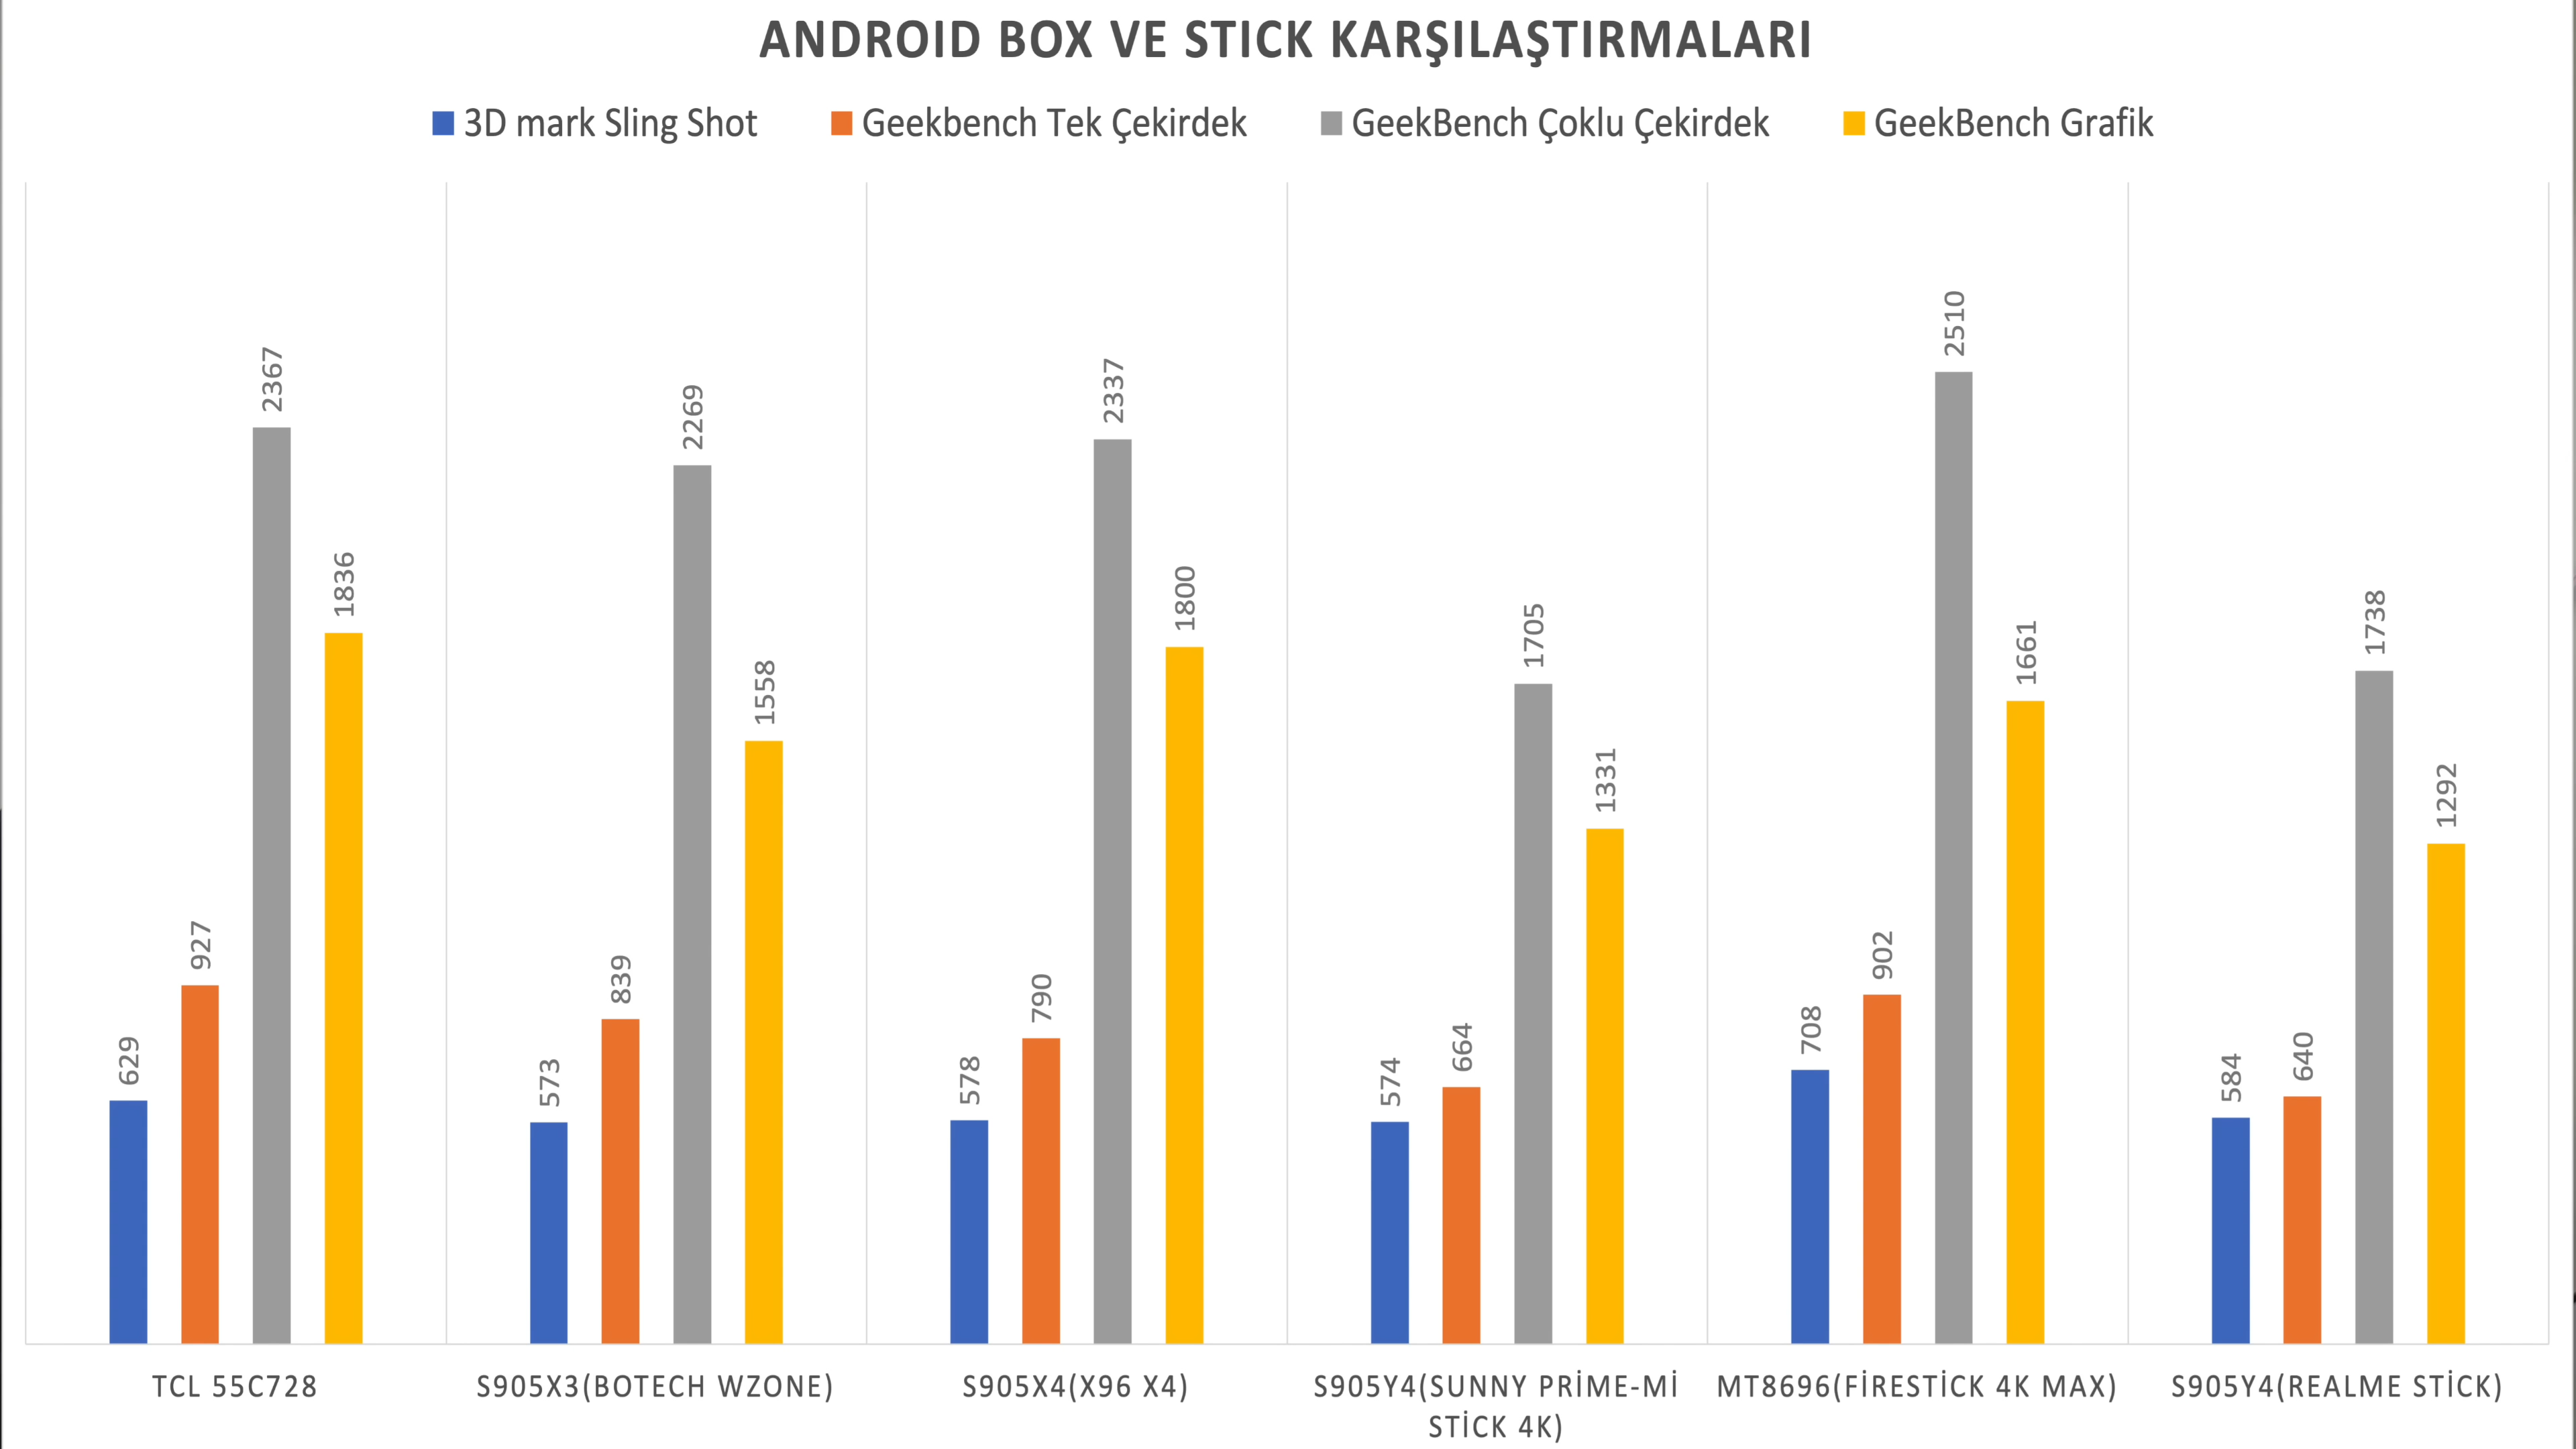 ANDROID BOX VE STICK KARŞILAŞTIRMALARI
3D mark Sling Shot Geekbench Tek Çekirdek GeekBench Çoklu Çekirdek GeekBench Grafik
629
927
2367
1836
573
839
2269
1558
578
790
2337
1800
574
664
1705
1331
708
902
2510
1661
584
640
1738
1292
TCL 55C728
S905X3(BOTECH WZONE)
S905X4(X96 X4)
S905Y4(SUNNY PRİME-Mİ
STİCK 4K)
MT8696(FİRESTİCK 4K MAX)
S905Y4(REALME STİCK)